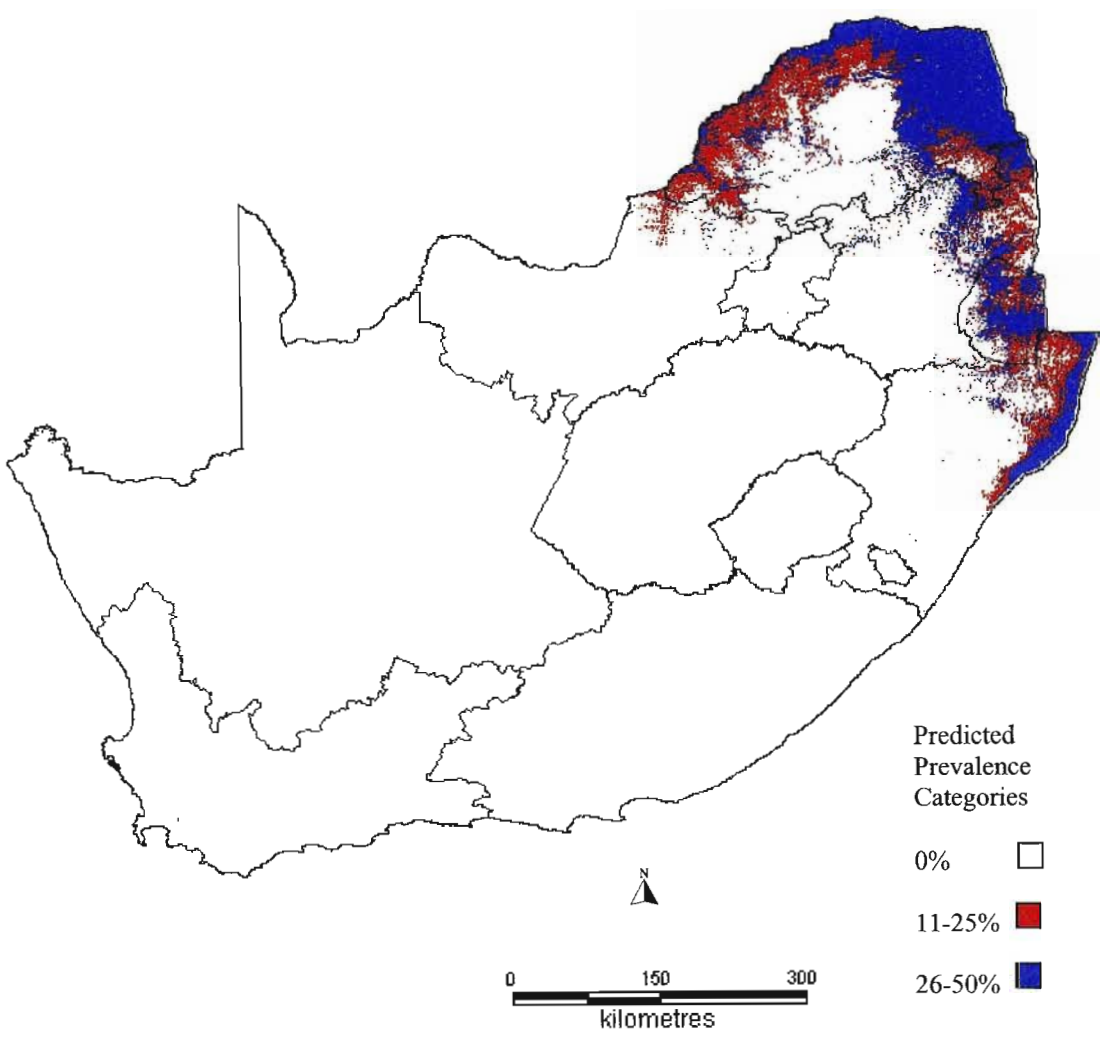 Predicted
Prevalence
Categories
0%
11-25%
26-50%
N
0 150 300
kilometres